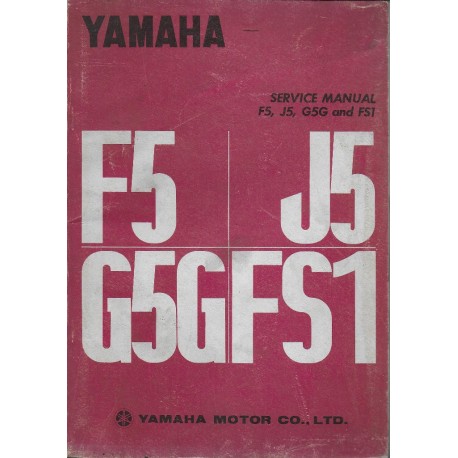 YAMAHA
SERVICE MANUAL
F5, J5, G5G and FS1
F5 J5
G5G FS1
YAMAHA MOTOR CO., LTD.